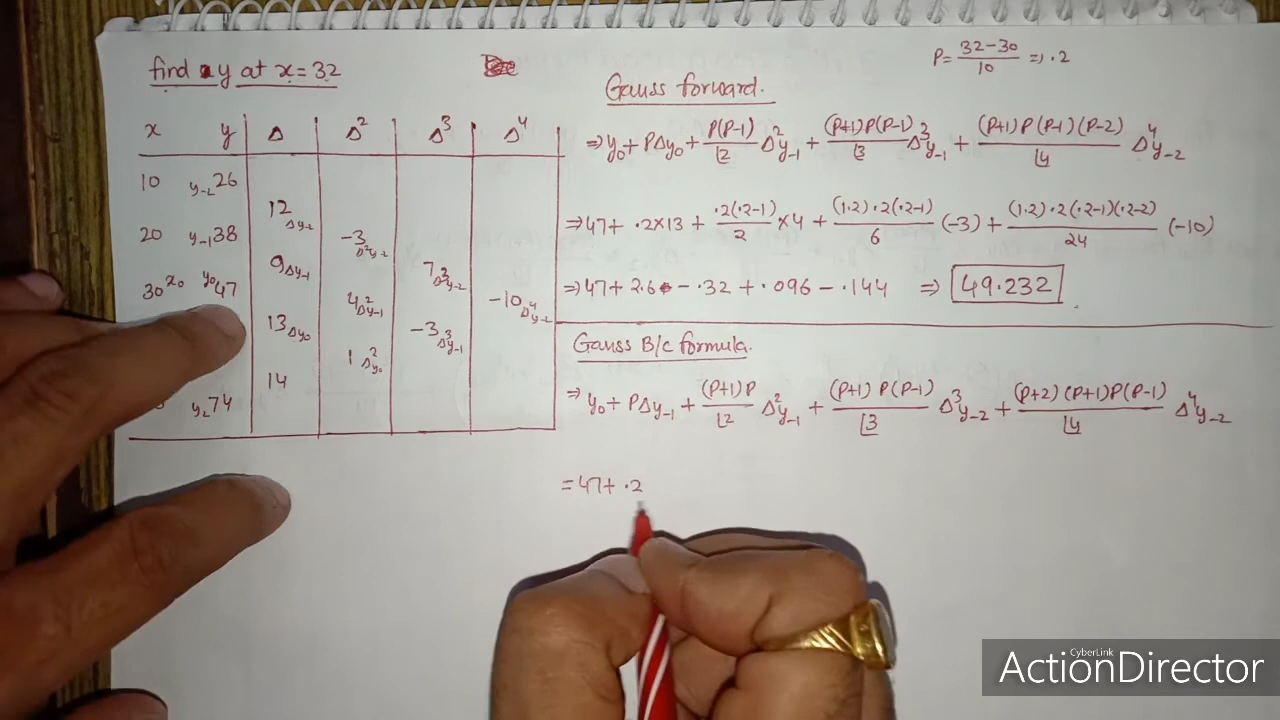 find y at x=32
P= 32-30/10 => .2
Gauss forward.
x y Δ Δ² Δ³ Δ⁴
⇒ y₀ + PΔy₀ + P(P-1)/⌊2 Δ²y₋₁ + (P+1)P(P-1)/⌊3 Δ³y₋₁ + (P+1)P(P-1)(P-2)/⌊4 Δ⁴y₋₂
10 y₋₂ 26
12 Δy₋₂
20 y₋₁ 38 -3 Δ²y₋₂
⇒ 47 + .2×13 + .2(.2-1)/2 ×4 + (1.2).2(.2-1)/6 (-3) + (1.2).2(.2-1)(.2-2)/24 (-10)
9 Δy₋₁ 7 Δ³y₋₂
30 x₀ y₀ 47 4 Δ²y₋₁ -10 Δ⁴y₋₂
⇒ 47 + 2.6 - .32 + .096 - .144 ⇒ 49.232
13 Δy₀ -3 Δ³y₋₁
1 Δ²y₀
Gauss B/c formula.
14
y₂ 74
⇒ y₀ + PΔy₋₁ + (P+1)P/⌊2 Δ²y₋₁ + (P+1)P(P-1)/⌊3 Δ³y₋₂ + (P+2)(P+1)P(P-1)/⌊4 Δ⁴y₋₂
= 47 + .2
CyberLink
ActionDirector